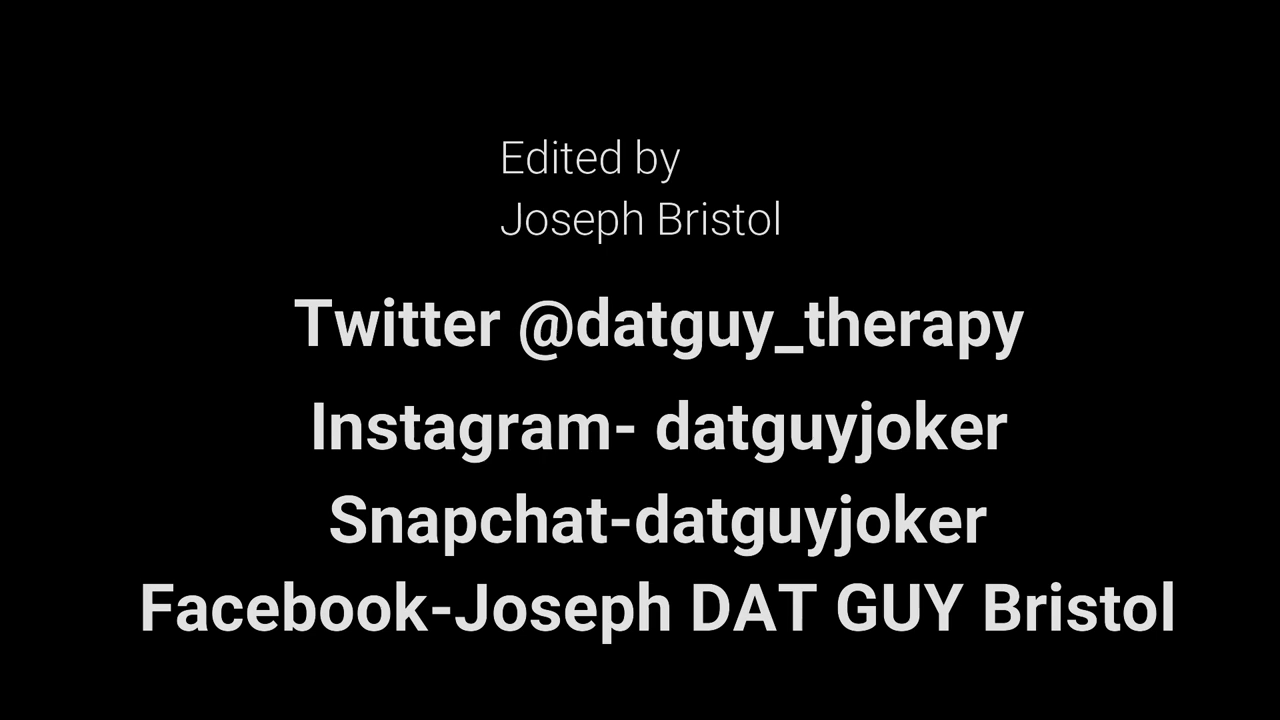 Edited by
Joseph Bristol
Twitter @datguy_therapy
Instagram- datguyjoker
Snapchat-datguyjoker
Facebook-Joseph DAT GUY Bristol